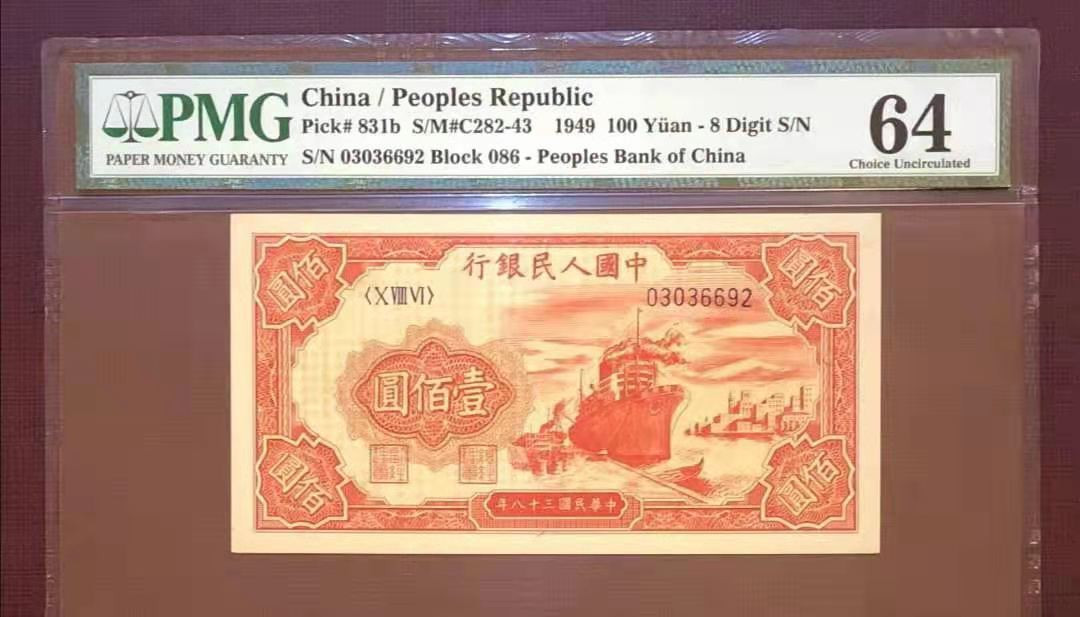 PMG
PAPER MONEY GUARANTY
China / Peoples Republic
Pick# 831b S/M#C282-43 1949 100 Yüan - 8 Digit S/N
S/N 03036692 Block 086 - Peoples Bank of China
64
Choice Uncirculated
佰圓
中國人民銀行
佰圓
〈X VIII VI〉
03036692
壹佰圓
佰圓
中華民國三十八年
佰圓